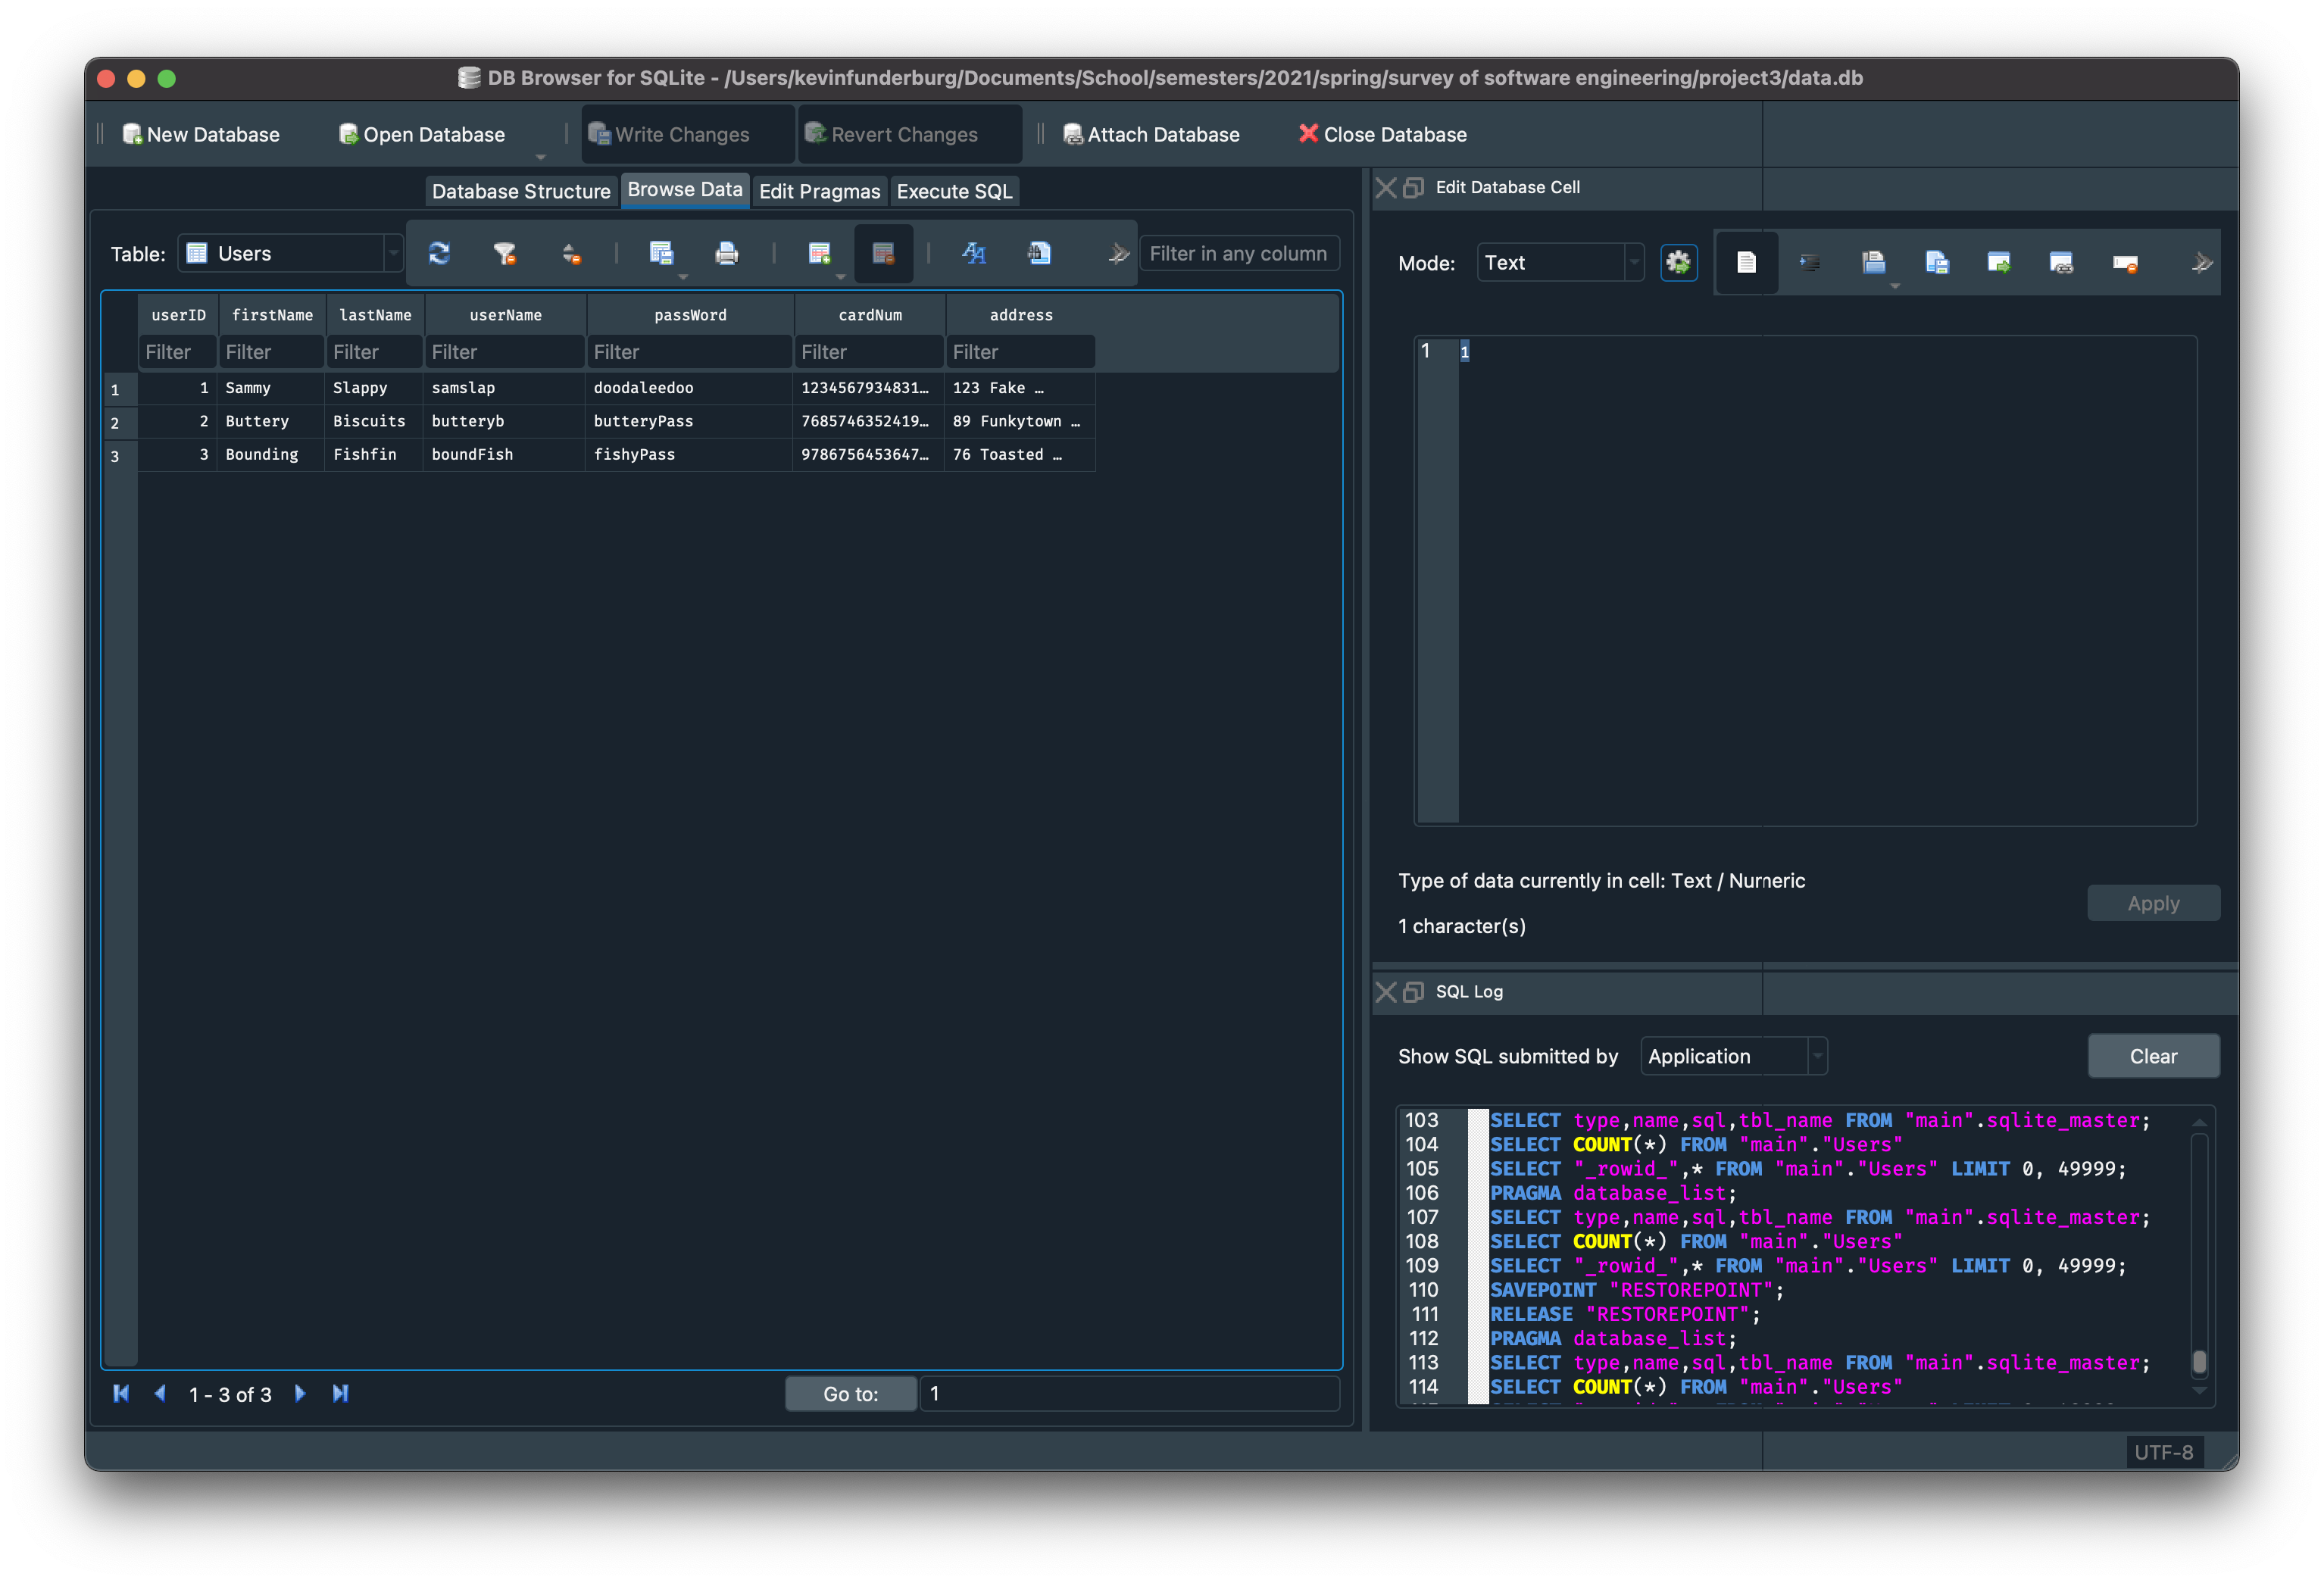 DB Browser for SQLite - /Users/kevinfunderburg/Documents/School/semesters/2021/spring/survey of software engineering/project3/data.db
New Database Open Database Write Changes Revert Changes Attach Database Close Database
Database Structure Browse Data Edit Pragmas Execute SQL
Table: Users Filter in any column
userID firstName lastName userName passWord cardNum address
Filter Filter Filter Filter Filter Filter Filter
1 1 Sammy Slappy samslap doodaleedoo 1234567934831… 123 Fake …
2 2 Buttery Biscuits butteryb butteryPass 7685746352419… 89 Funkytown …
3 3 Bounding Fishfin boundFish fishyPass 9786756453647… 76 Toasted …
1 - 3 of 3 Go to: 1
Edit Database Cell
Mode: Text
1 1
Type of data currently in cell: Text / Numeric
1 character(s)
Apply
SQL Log
Show SQL submitted by Application Clear
103 SELECT type,name,sql,tbl_name FROM "main".sqlite_master;
104 SELECT COUNT(*) FROM "main"."Users"
105 SELECT "_rowid_",* FROM "main"."Users" LIMIT 0, 49999;
106 PRAGMA database_list;
107 SELECT type,name,sql,tbl_name FROM "main".sqlite_master;
108 SELECT COUNT(*) FROM "main"."Users"
109 SELECT "_rowid_",* FROM "main"."Users" LIMIT 0, 49999;
110 SAVEPOINT "RESTOREPOINT";
111 RELEASE "RESTOREPOINT";
112 PRAGMA database_list;
113 SELECT type,name,sql,tbl_name FROM "main".sqlite_master;
114 SELECT COUNT(*) FROM "main"."Users"
UTF-8